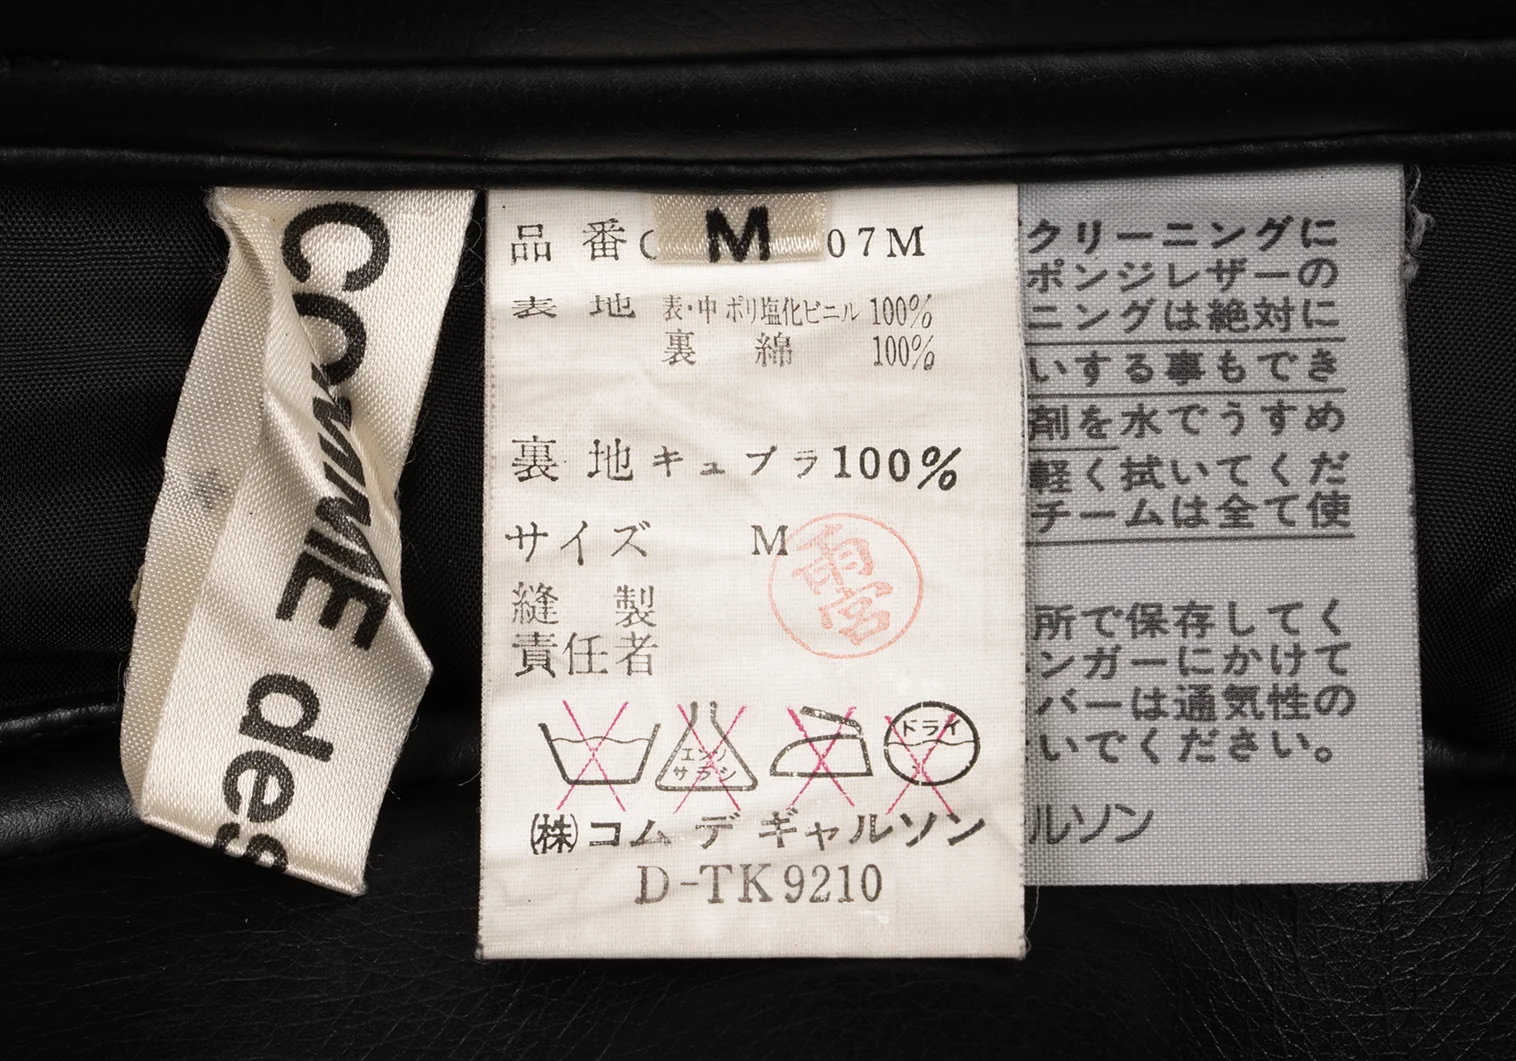 COMME des
M
品番C 07M
表地 表・中 ポリ塩化ビニル 100%
裏 綿 100%
裏地 キュプラ100%
サイズ M
雨宮
縫製
責任者
エンソ
サラシ
ドライ
㈱コム デ ギャルソン
D-TK9210
クリーニングに
ポンジレザーの
ニングは絶対に
いする事もでき
剤を水でうすめ
軽く拭いてくだ
チームは全て使
所で保存してく
ンガーにかけて
バーは通気性の
いでください。
ルソン